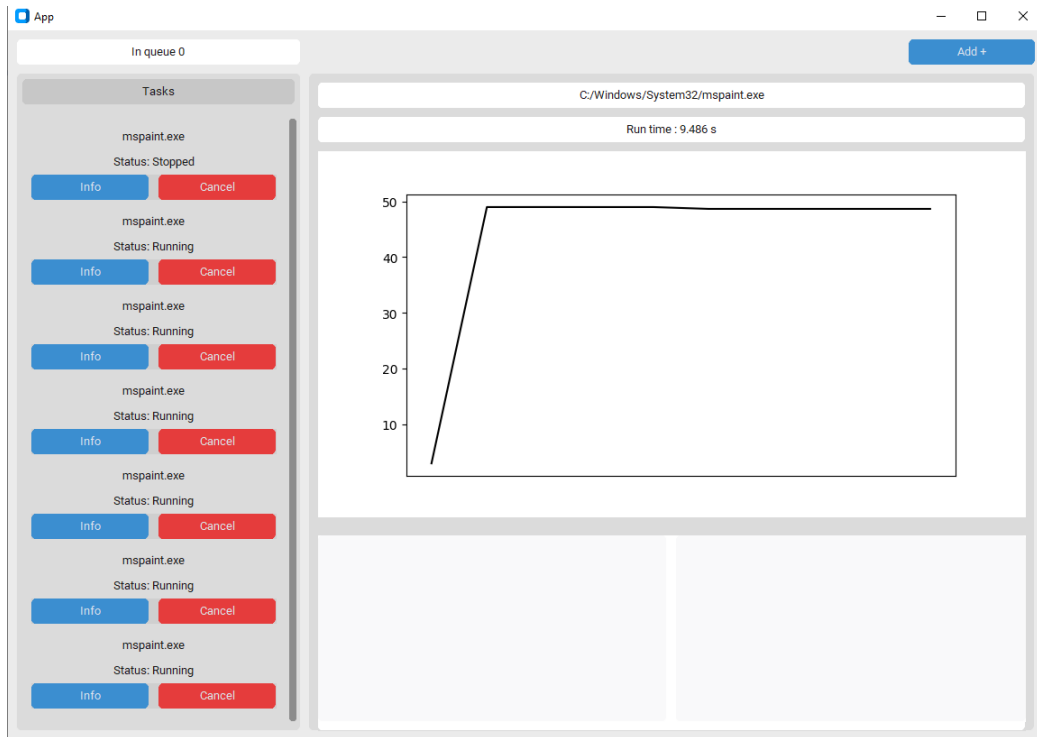 App
In queue 0
Add +
Tasks
mspaint.exe
Status: Stopped
Info Cancel
mspaint.exe
Status: Running
Info Cancel
mspaint.exe
Status: Running
Info Cancel
mspaint.exe
Status: Running
Info Cancel
mspaint.exe
Status: Running
Info Cancel
mspaint.exe
Status: Running
Info Cancel
mspaint.exe
Status: Running
Info Cancel
C:/Windows/System32/mspaint.exe
Run time : 9.486 s
50
40
30
20
10